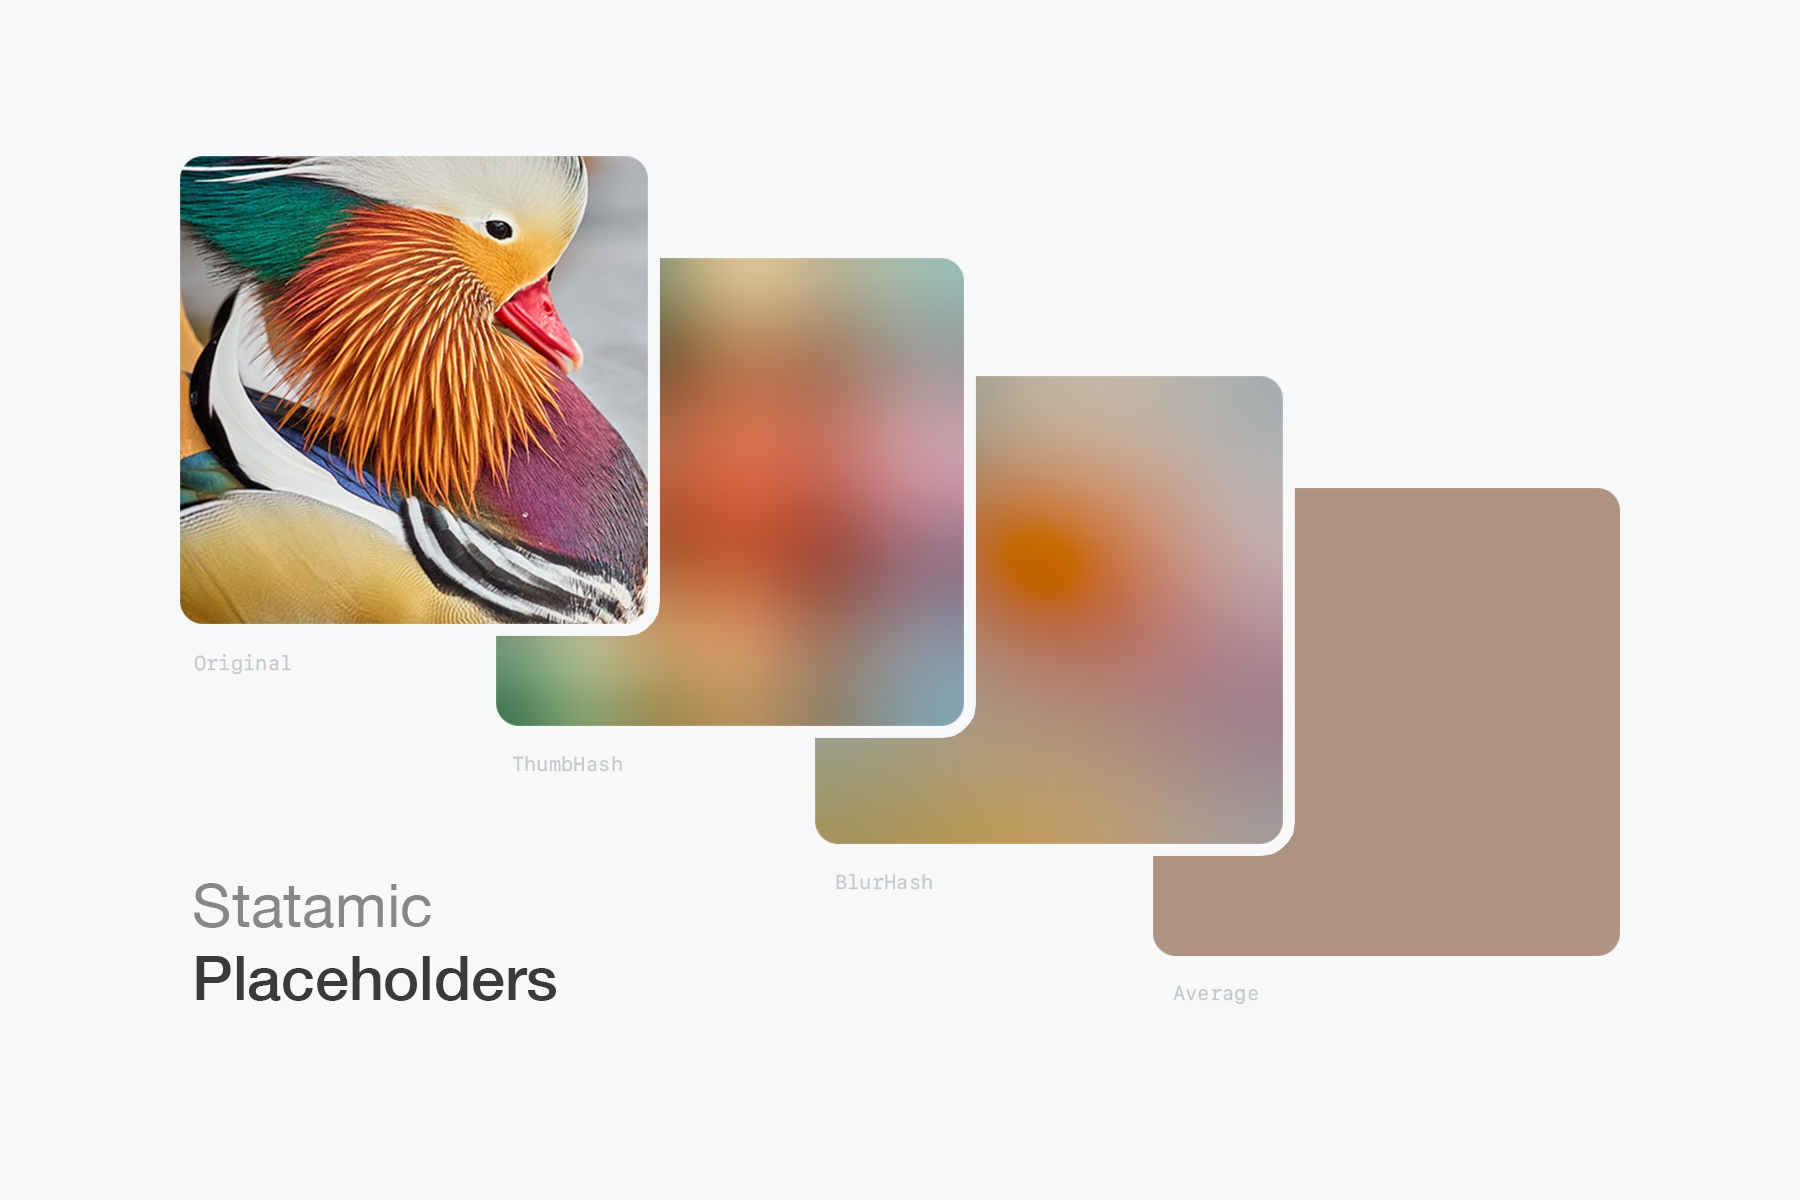 Original
ThumbHash
BlurHash
Average
Statamic
Placeholders